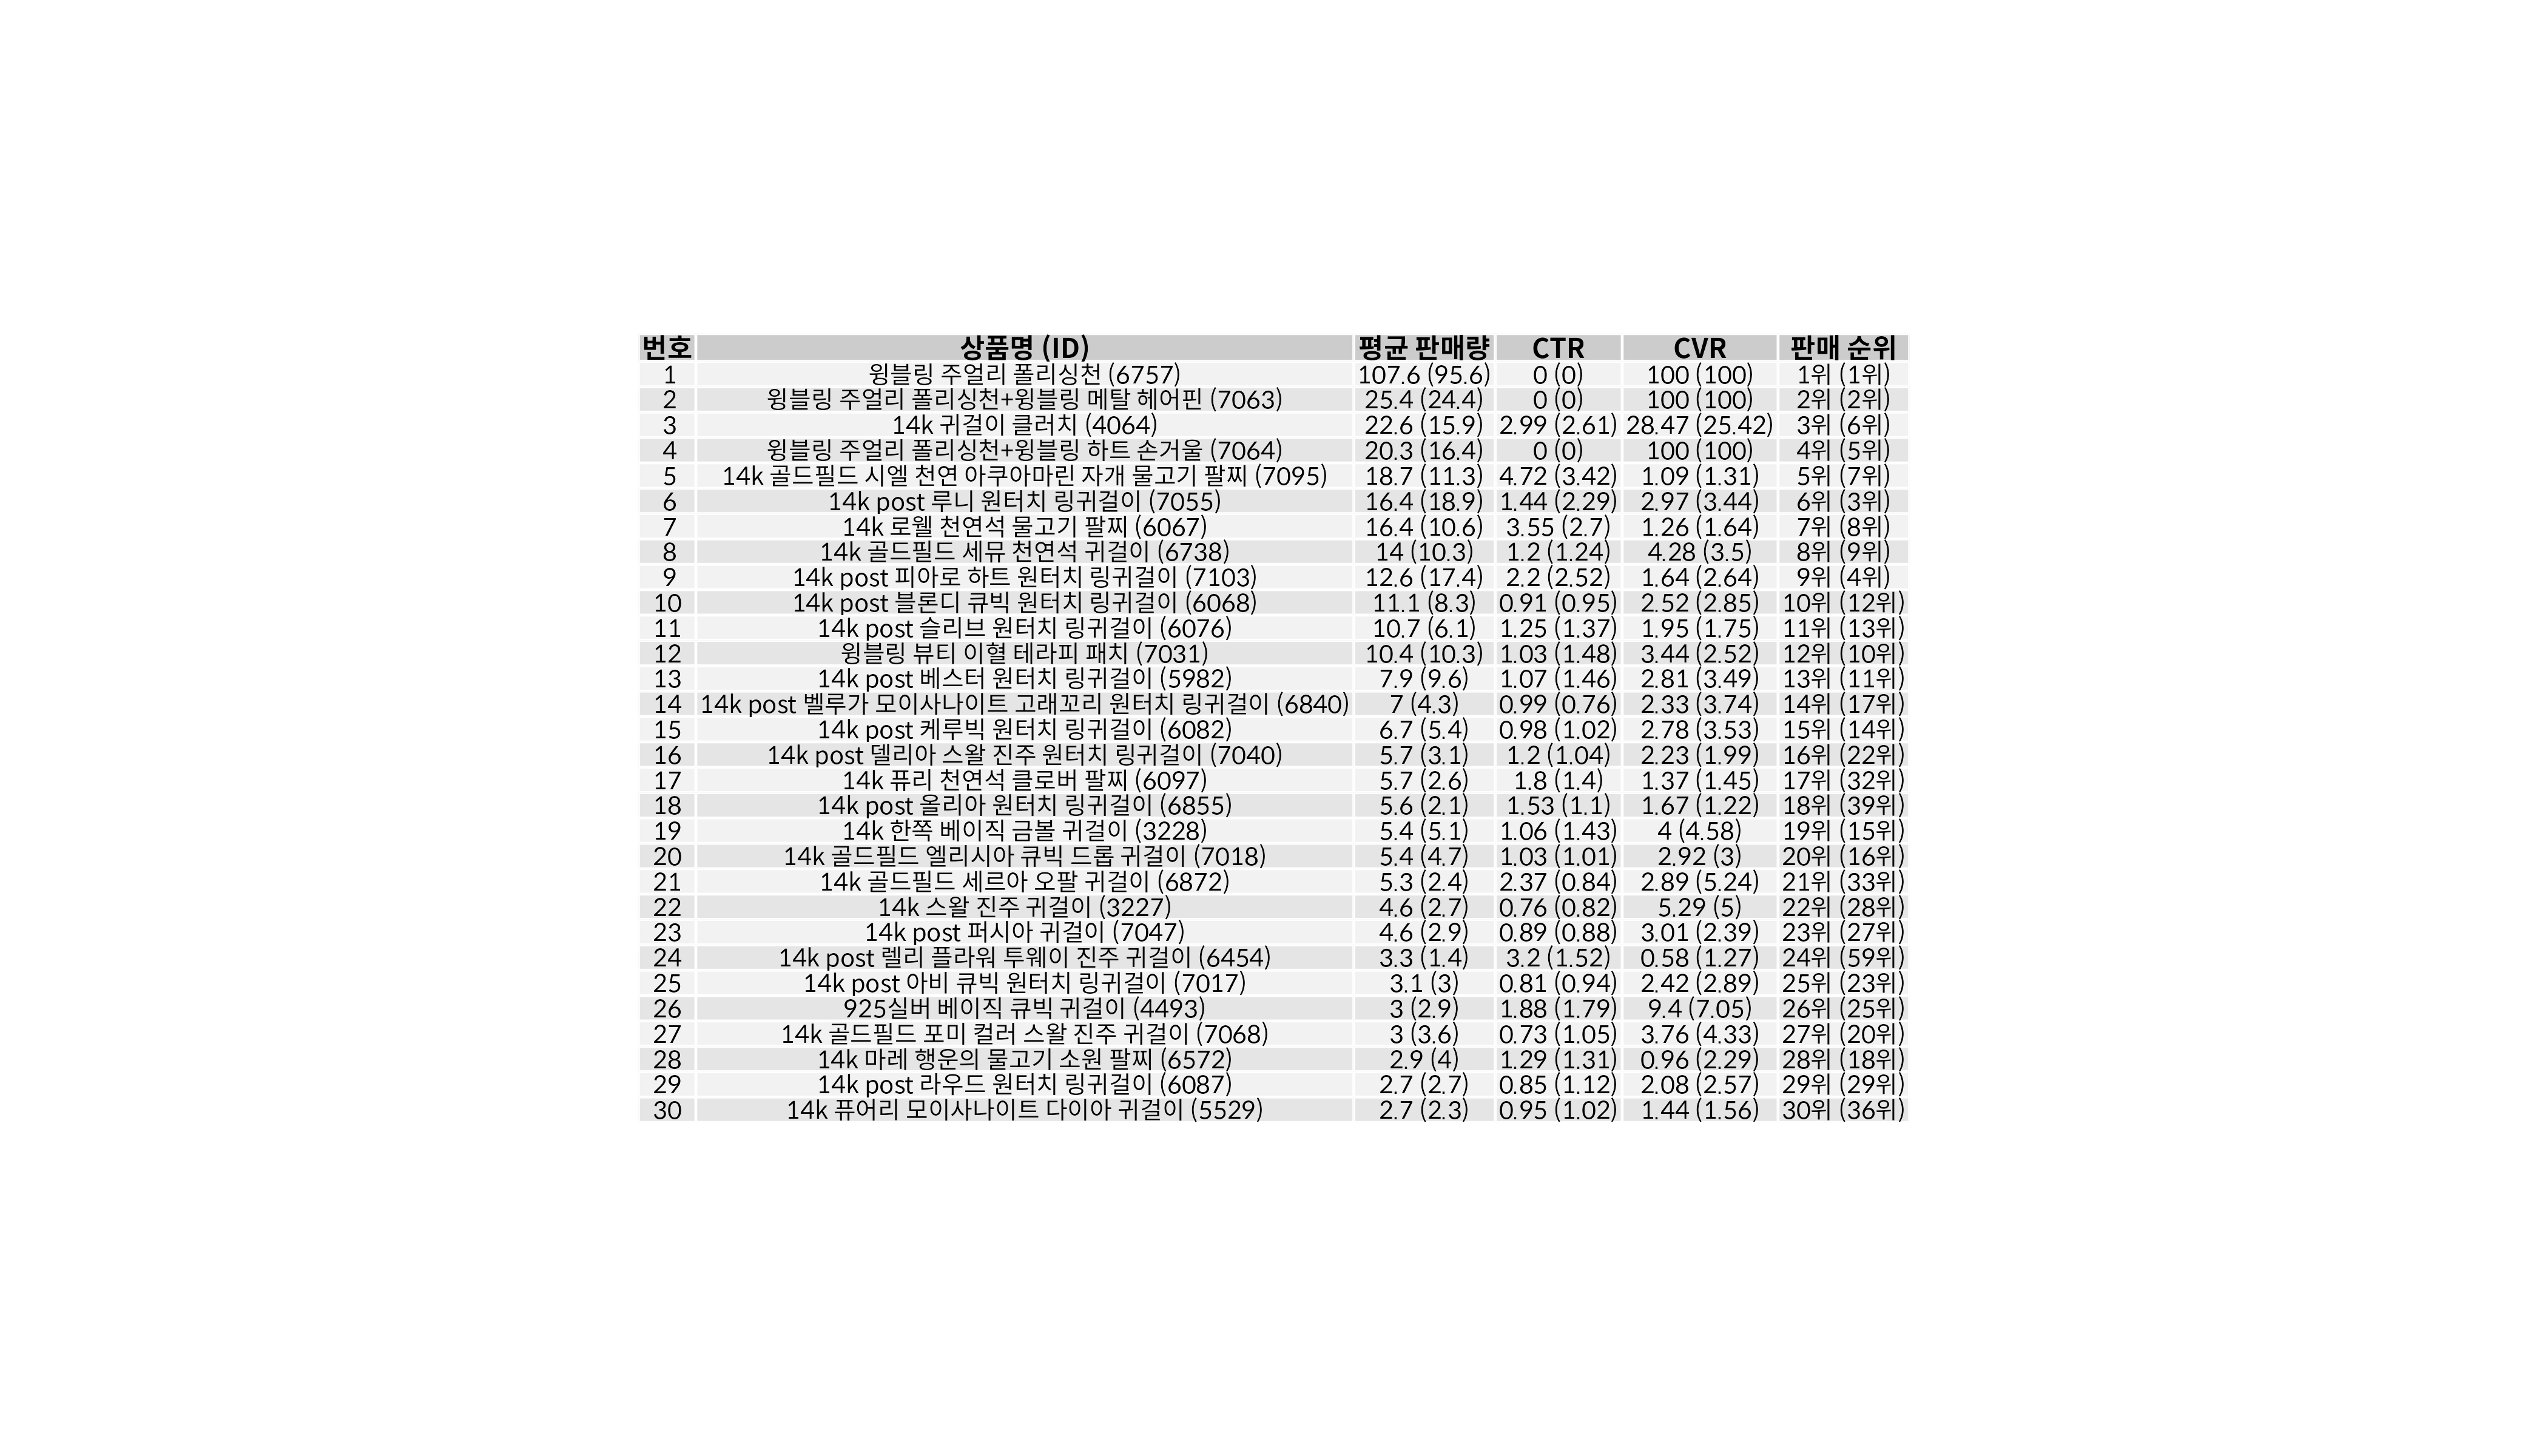 번호 상품명 (ID) 평균 판매량 CTR CVR 판매 순위
1 윙블링 주얼리 폴리싱천 (6757) 107.6 (95.6) 0 (0) 100 (100) 1위 (1위)
2 윙블링 주얼리 폴리싱천+윙블링 메탈 헤어핀 (7063) 25.4 (24.4) 0 (0) 100 (100) 2위 (2위)
3 14k 귀걸이 클러치 (4064) 22.6 (15.9) 2.99 (2.61) 28.47 (25.42) 3위 (6위)
4 윙블링 주얼리 폴리싱천+윙블링 하트 손거울 (7064) 20.3 (16.4) 0 (0) 100 (100) 4위 (5위)
5 14k 골드필드 시엘 천연 아쿠아마린 자개 물고기 팔찌 (7095) 18.7 (11.3) 4.72 (3.42) 1.09 (1.31) 5위 (7위)
6 14k post 루니 원터치 링귀걸이 (7055) 16.4 (18.9) 1.44 (2.29) 2.97 (3.44) 6위 (3위)
7 14k 로웰 천연석 물고기 팔찌 (6067) 16.4 (10.6) 3.55 (2.7) 1.26 (1.64) 7위 (8위)
8 14k 골드필드 세뮤 천연석 귀걸이 (6738) 14 (10.3) 1.2 (1.24) 4.28 (3.5) 8위 (9위)
9 14k post 피아로 하트 원터치 링귀걸이 (7103) 12.6 (17.4) 2.2 (2.52) 1.64 (2.64) 9위 (4위)
10 14k post 블론디 큐빅 원터치 링귀걸이 (6068) 11.1 (8.3) 0.91 (0.95) 2.52 (2.85) 10위 (12위)
11 14k post 슬리브 원터치 링귀걸이 (6076) 10.7 (6.1) 1.25 (1.37) 1.95 (1.75) 11위 (13위)
12 윙블링 뷰티 이혈 테라피 패치 (7031) 10.4 (10.3) 1.03 (1.48) 3.44 (2.52) 12위 (10위)
13 14k post 베스터 원터치 링귀걸이 (5982) 7.9 (9.6) 1.07 (1.46) 2.81 (3.49) 13위 (11위)
14 14k post 벨루가 모이사나이트 고래꼬리 원터치 링귀걸이 (6840) 7 (4.3) 0.99 (0.76) 2.33 (3.74) 14위 (17위)
15 14k post 케루빅 원터치 링귀걸이 (6082) 6.7 (5.4) 0.98 (1.02) 2.78 (3.53) 15위 (14위)
16 14k post 델리아 스왈 진주 원터치 링귀걸이 (7040) 5.7 (3.1) 1.2 (1.04) 2.23 (1.99) 16위 (22위)
17 14k 퓨리 천연석 클로버 팔찌 (6097) 5.7 (2.6) 1.8 (1.4) 1.37 (1.45) 17위 (32위)
18 14k post 올리아 원터치 링귀걸이 (6855) 5.6 (2.1) 1.53 (1.1) 1.67 (1.22) 18위 (39위)
19 14k 한쪽 베이직 금볼 귀걸이 (3228) 5.4 (5.1) 1.06 (1.43) 4 (4.58) 19위 (15위)
20 14k 골드필드 엘리시아 큐빅 드롭 귀걸이 (7018) 5.4 (4.7) 1.03 (1.01) 2.92 (3) 20위 (16위)
21 14k 골드필드 세르아 오팔 귀걸이 (6872) 5.3 (2.4) 2.37 (0.84) 2.89 (5.24) 21위 (33위)
22 14k 스왈 진주 귀걸이 (3227) 4.6 (2.7) 0.76 (0.82) 5.29 (5) 22위 (28위)
23 14k post 퍼시아 귀걸이 (7047) 4.6 (2.9) 0.89 (0.88) 3.01 (2.39) 23위 (27위)
24 14k post 렐리 플라워 투웨이 진주 귀걸이 (6454) 3.3 (1.4) 3.2 (1.52) 0.58 (1.27) 24위 (59위)
25 14k post 아비 큐빅 원터치 링귀걸이 (7017) 3.1 (3) 0.81 (0.94) 2.42 (2.89) 25위 (23위)
26 925실버 베이직 큐빅 귀걸이 (4493) 3 (2.9) 1.88 (1.79) 9.4 (7.05) 26위 (25위)
27 14k 골드필드 포미 컬러 스왈 진주 귀걸이 (7068) 3 (3.6) 0.73 (1.05) 3.76 (4.33) 27위 (20위)
28 14k 마레 행운의 물고기 소원 팔찌 (6572) 2.9 (4) 1.29 (1.31) 0.96 (2.29) 28위 (18위)
29 14k post 라우드 원터치 링귀걸이 (6087) 2.7 (2.7) 0.85 (1.12) 2.08 (2.57) 29위 (29위)
30 14k 퓨어리 모이사나이트 다이아 귀걸이 (5529) 2.7 (2.3) 0.95 (1.02) 1.44 (1.56) 30위 (36위)